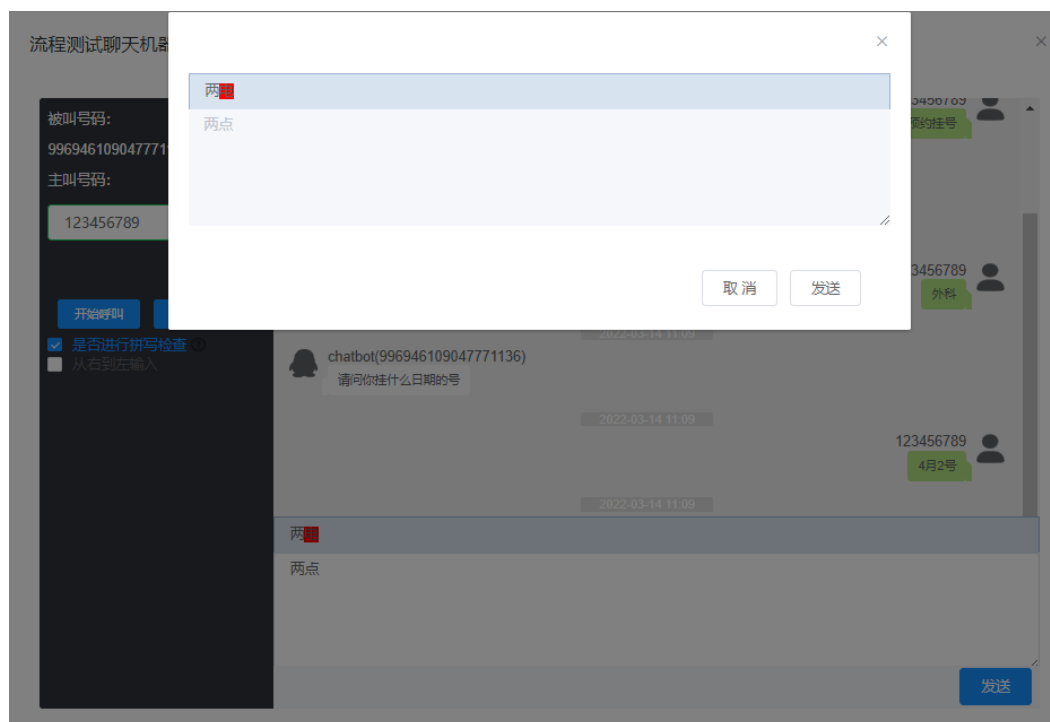 流程测试聊天机器
两电
两点
取 消
发送
被叫号码:
996946109047771
主叫号码:
123456789
开始呼叫
是否进行拼写检查
从右到左输入
3456789
预约挂号
3456789
外科
2022-03-14 11:09
chatbot(996946109047771136)
请问你挂什么日期的号
2022-03-14 11:09
123456789
4月2号
2022-03-14 11:09
两电
两点
发送